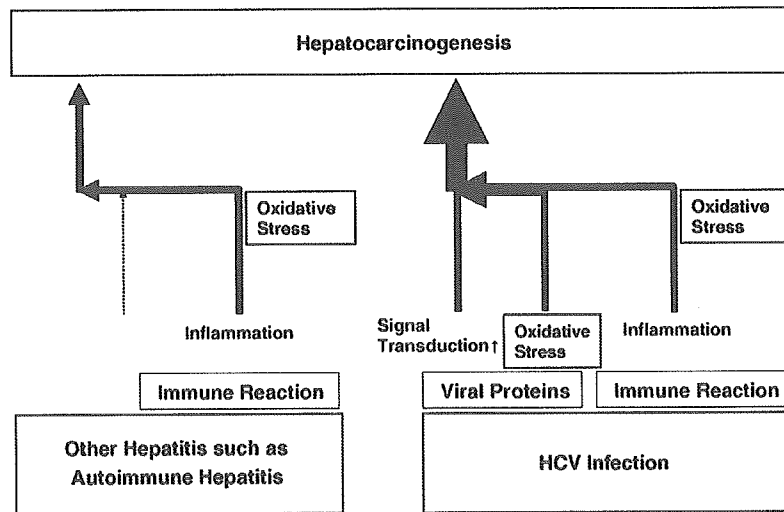 Hepatocarcinogenesis
Oxidative
Stress
Oxidative
Stress
Inflammation
Signal
Transduction↑
Oxidative
Stress
Inflammation
Immune Reaction
Viral Proteins
Immune Reaction
Other Hepatitis such as
Autoimmune Hepatitis
HCV Infection